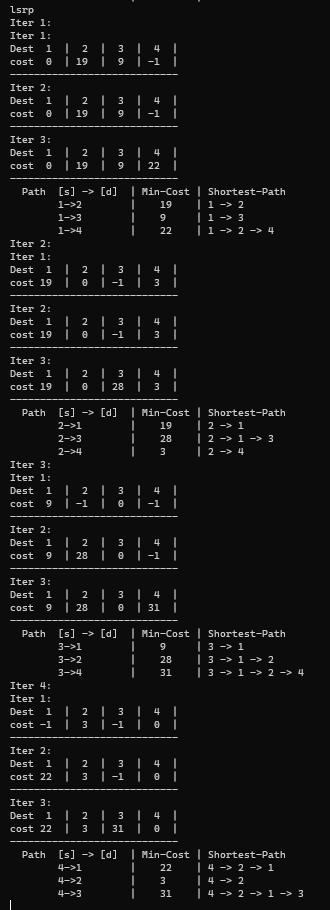 lsrp
Iter 1:
Iter 1:
Dest  1  |  2  |  3  |  4  |
cost  0  | 19  |  9  | -1  |
----------------------------
Iter 2:
Dest  1  |  2  |  3  |  4  |
cost  0  | 19  |  9  | -1  |
----------------------------
Iter 3:
Dest  1  |  2  |  3  |  4  |
cost  0  | 19  |  9  | 22  |
----------------------------
  Path  [s] -> [d]  | Min-Cost | Shortest-Path
        1->2        |    19    | 1 -> 2
        1->3        |    9     | 1 -> 3
        1->4        |    22    | 1 -> 2 -> 4
Iter 2:
Iter 1:
Dest  1  |  2  |  3  |  4  |
cost 19  |  0  | -1  |  3  |
----------------------------
Iter 2:
Dest  1  |  2  |  3  |  4  |
cost 19  |  0  | -1  |  3  |
----------------------------
Iter 3:
Dest  1  |  2  |  3  |  4  |
cost 19  |  0  | 28  |  3  |
----------------------------
  Path  [s] -> [d]  | Min-Cost | Shortest-Path
        2->1        |    19    | 2 -> 1
        2->3        |    28    | 2 -> 1 -> 3
        2->4        |    3     | 2 -> 4
Iter 3:
Iter 1:
Dest  1  |  2  |  3  |  4  |
cost  9  | -1  |  0  | -1  |
----------------------------
Iter 2:
Dest  1  |  2  |  3  |  4  |
cost  9  | 28  |  0  | -1  |
----------------------------
Iter 3:
Dest  1  |  2  |  3  |  4  |
cost  9  | 28  |  0  | 31  |
----------------------------
  Path  [s] -> [d]  | Min-Cost | Shortest-Path
        3->1        |    9     | 3 -> 1
        3->2        |    28    | 3 -> 1 -> 2
        3->4        |    31    | 3 -> 1 -> 2 -> 4
Iter 4:
Iter 1:
Dest  1  |  2  |  3  |  4  |
cost -1  |  3  | -1  |  0  |
----------------------------
Iter 2:
Dest  1  |  2  |  3  |  4  |
cost 22  |  3  | -1  |  0  |
----------------------------
Iter 3:
Dest  1  |  2  |  3  |  4  |
cost 22  |  3  | 31  |  0  |
----------------------------
  Path  [s] -> [d]  | Min-Cost | Shortest-Path
        4->1        |    22    | 4 -> 2 -> 1
        4->2        |    3     | 4 -> 2
        4->3        |    31    | 4 -> 2 -> 1 -> 3